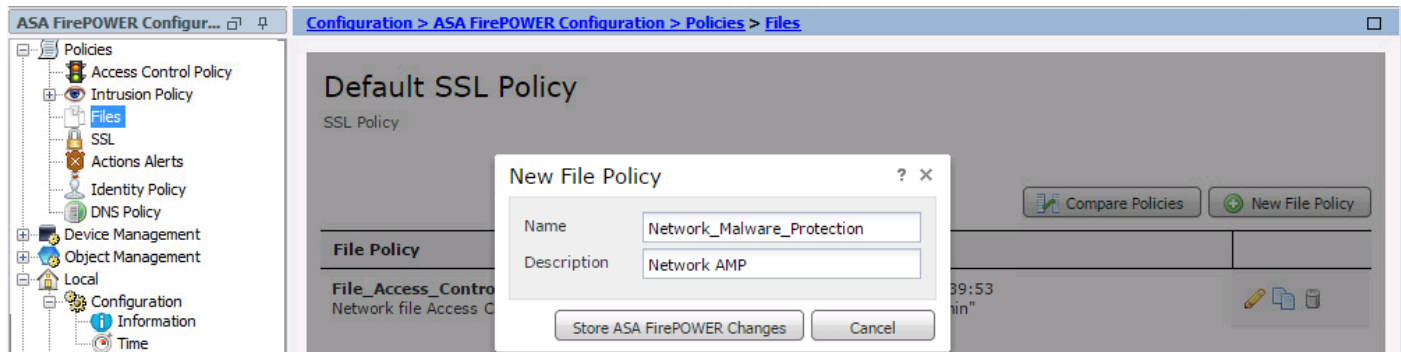 ASA FirePOWER Configur...
Policies
Access Control Policy
Intrusion Policy
Files
SSL
Actions Alerts
Identity Policy
DNS Policy
Device Management
Object Management
Local
Configuration
Information
Time
Configuration > ASA FirePOWER Configuration > Policies > Files
Default SSL Policy
SSL Policy
Compare Policies
New File Policy
File Policy
File_Access_Contro
39:53
Network file Access C
in"
New File Policy ?
Name Network_Malware_Protection
Description Network AMP
Store ASA FirePOWER Changes
Cancel